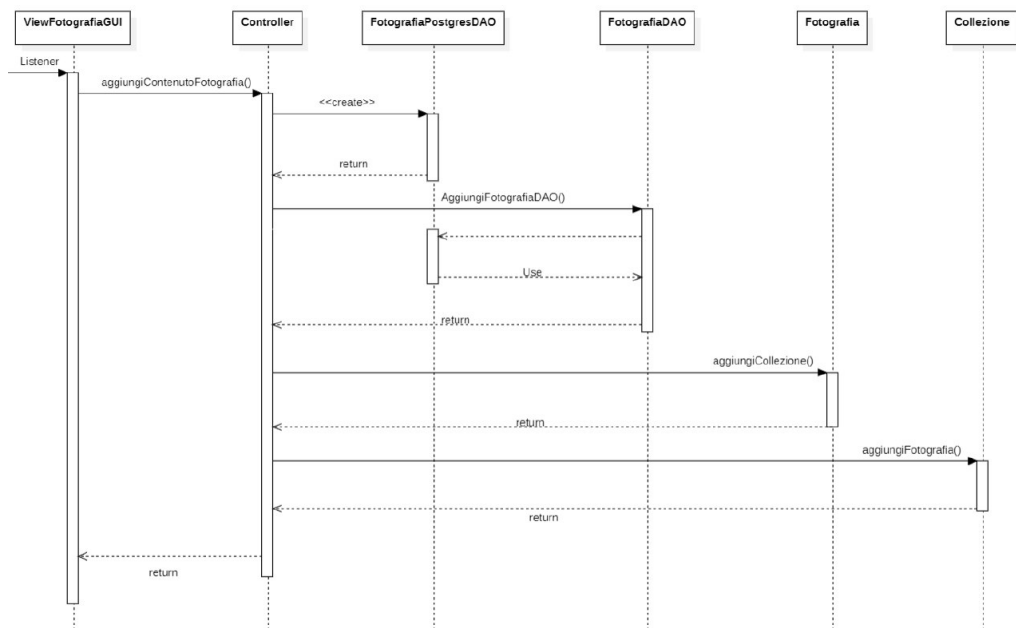 ViewFotografiaGUI
Controller
FotografiaPostgresDAO
FotografiaDAO
Fotografia
Collezione
Listener
aggiungiContenutoFotografia()
<<create>>
return
AggiungiFotografiaDAO()
Use
return
aggiungiCollezione()
return
aggiungiFotografia()
return
return